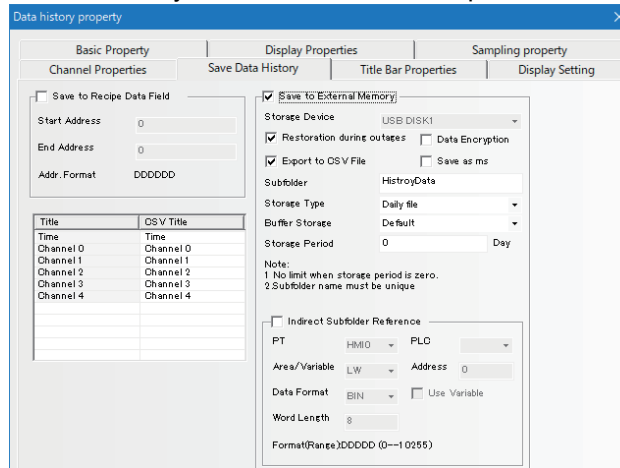 Data history property
Basic Property
Display Properties
Sampling property
Channel Properties
Save Data History
Title Bar Properties
Display Setting
Save to Recipe Data Field
Start Address 0
End Address 0
Addr.Format DDDDDD
Title CSV Title
Time Time
Channel 0 Channel 0
Channel 1 Channel 1
Channel 2 Channel 2
Channel 3 Channel 3
Channel 4 Channel 4
Save to External Memory
Storage Device USB DISK1
Restoration during outages Data Encryption
Export to CSV File Save as ms
Subfolder HistroyData
Storage Type Daily file
Buffer Storage Default
Storage Period 0 Day
Note:
1 No limit when storage period is zero.
2.Subfolder name must be unique
Indirect Subfolder Reference
PT HMI0 PLC
Area/Variable LW Address 0
Data Format BIN Use Variable
Word Length 8
Format(Range):DDDDD (0--10255)